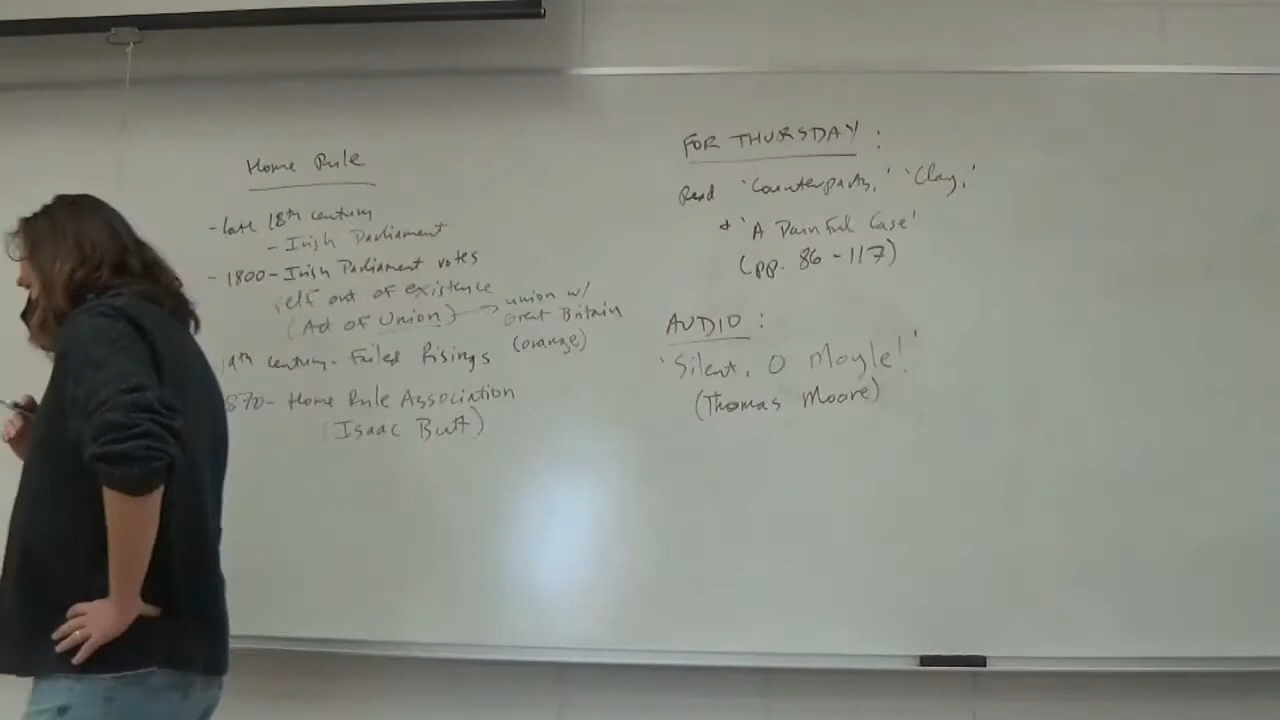 Home Rule
- late 18th century
- Irish Parliament
- 1800 - Irish Parliament votes
self out of existence
(Act of Union) → union w/
Great Britain
(orange)
19th century - Failed Risings
870 - Home Rule Association
(Isaac Butt)
FOR THURSDAY:
Read 'Counterparts,' 'Clay,'
& 'A Painful Case'
(pp. 86-117)
AUDIO:
'Silent, O Moyle!'
(Thomas Moore)